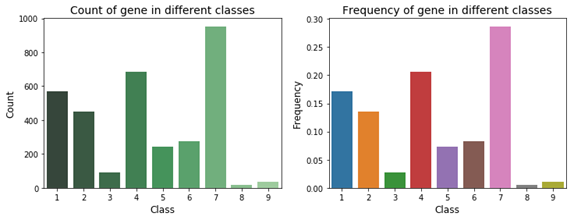 Count of gene in different classes
1000
800
600
400
200
0
Count
1 2 3 4 5 6 7 8 9
Class
Frequency of gene in different classes
0.30
0.25
0.20
0.15
0.10
0.05
0.00
Frequency
1 2 3 4 5 6 7 8 9
Class